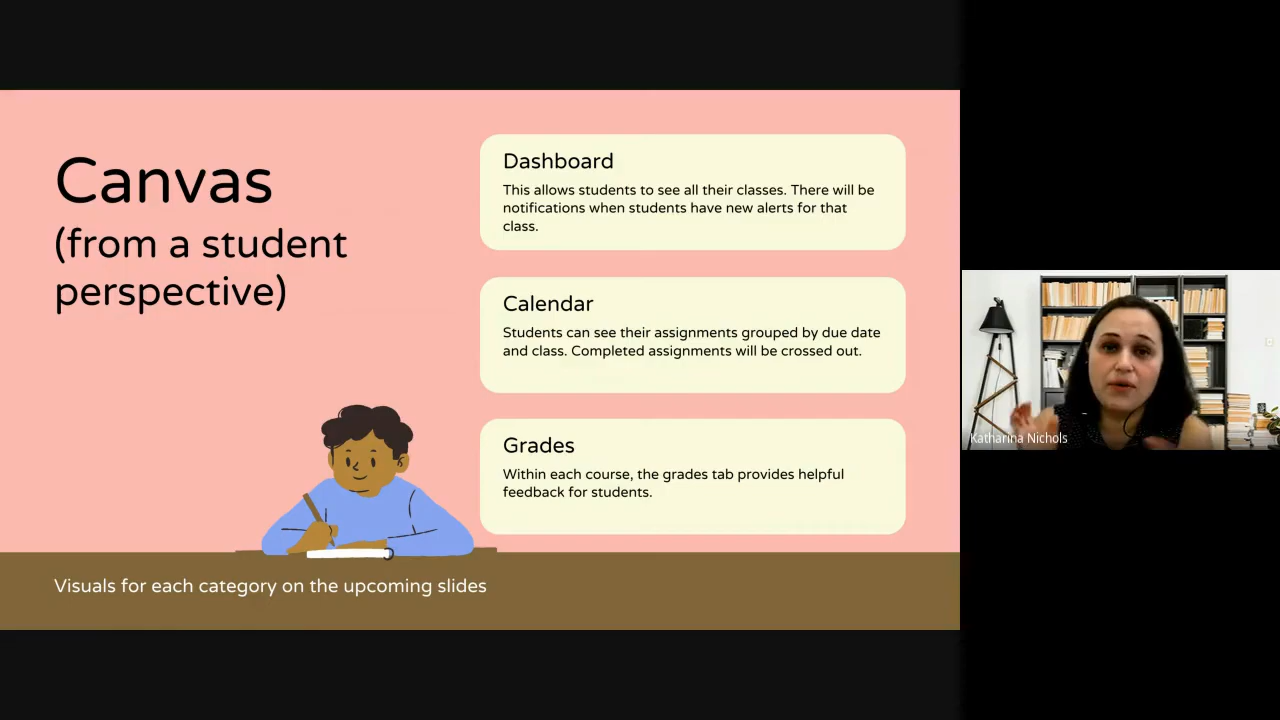 Canvas
(from a student
perspective)
Dashboard
This allows students to see all their classes. There will be
notifications when students have new alerts for that
class.
Calendar
Students can see their assignments grouped by due date
and class. Completed assignments will be crossed out.
Grades
Within each course, the grades tab provides helpful
feedback for students.
Visuals for each category on the upcoming slides
Katharina Nichols